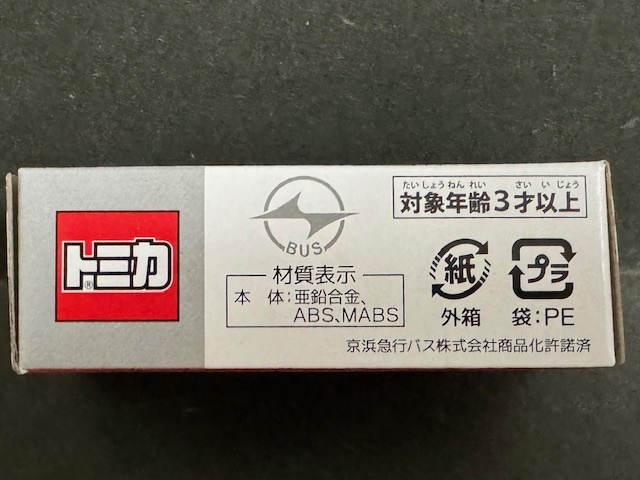 トミカ®
BUS
材質表示
本 体:亜鉛合金、
ABS、MABS
たいしょうねんれい さい いじょう
対象年齢3才以上
紙
外箱
プラ
袋:PE
京浜急行バス株式会社商品化許諾済